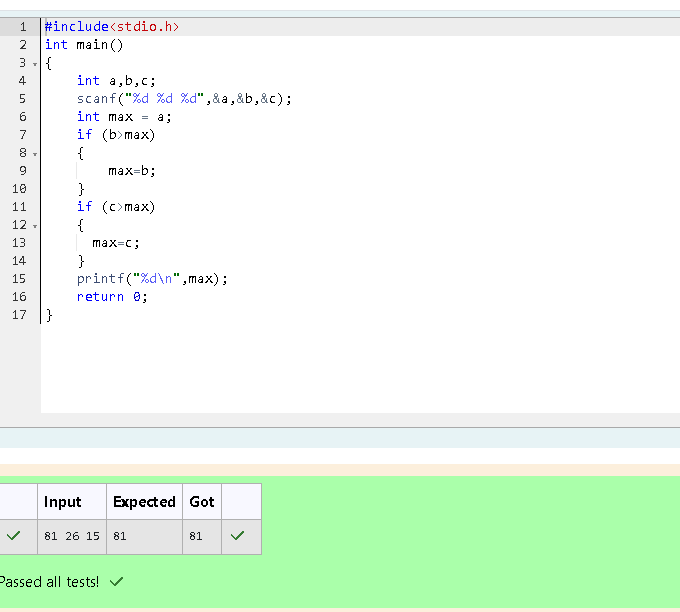 1 #include<stdio.h>
2 int main()
3 {
4     int a,b,c;
5     scanf("%d %d %d",&a,&b,&c);
6     int max = a;
7     if (b>max)
8     {
9         max=b;
10     }
11     if (c>max)
12     {
13       max=c;
14     }
15     printf("%d\n",max);
16     return 0;
17 }
Input Expected Got
81 26 15 81 81
Passed all tests!